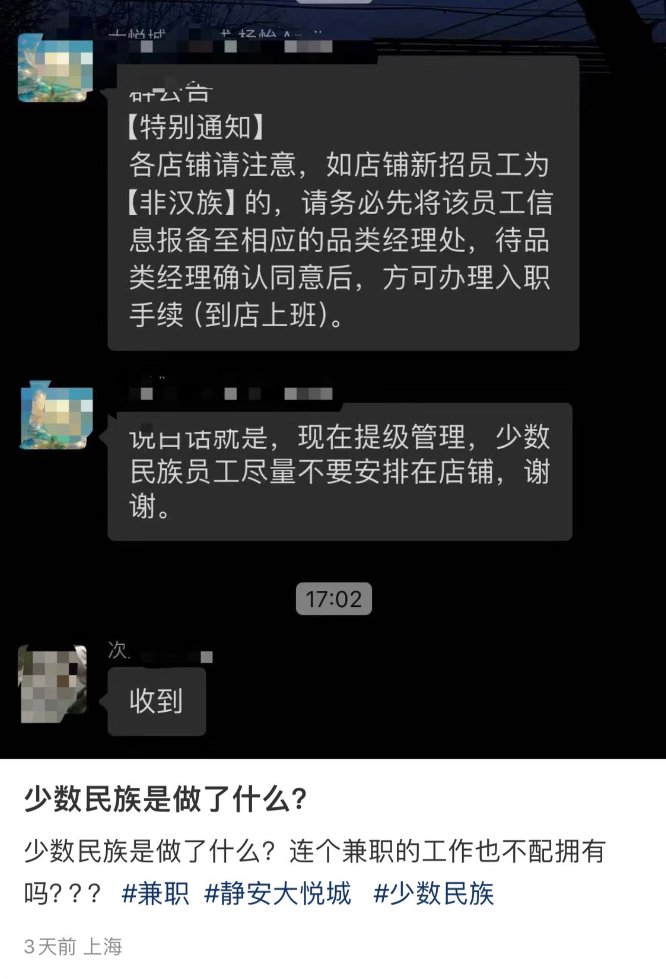 群公告
【特别通知】
各店铺请注意，如店铺新招员工为
【非汉族】的，请务必先将该员工信
息报备至相应的品类经理处，待品
类经理确认同意后，方可办理入职
手续（到店上班）。
说白话就是，现在提级管理，少数
民族员工尽量不要安排在店铺，谢
谢。
17:02
次
收到
少数民族是做了什么？
少数民族是做了什么？连个兼职的工作也不配拥有
吗？？？ #兼职 #静安大悦城 #少数民族
3天前 上海